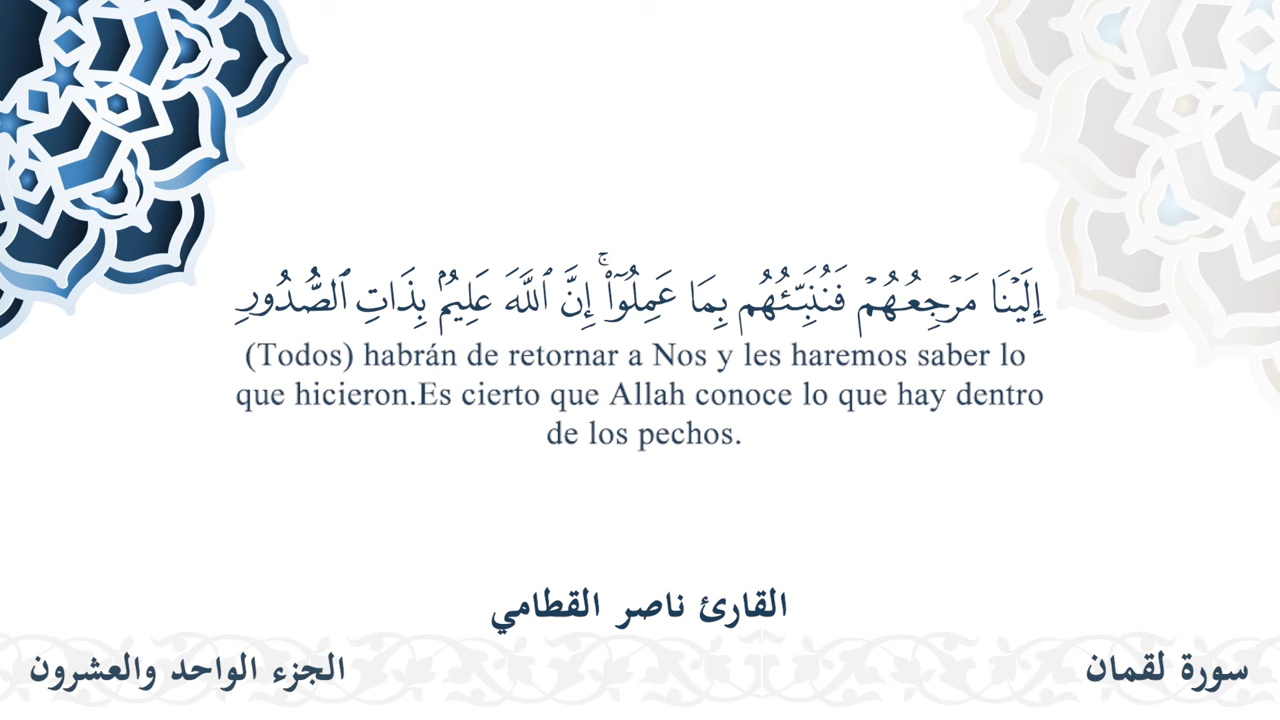 إِلَيْنَا مَرْجِعُهُمْ فَنُنَبِّئُهُم بِمَا عَمِلُوٓا۟ ۚ إِنَّ ٱللَّهَ عَلِيمٌۢ بِذَاتِ ٱلصُّدُورِ
(Todos) habrán de retornar a Nos y les haremos saber lo
que hicieron.Es cierto que Allah conoce lo que hay dentro
de los pechos.
القارئ ناصر القطامي
سورة لقمان
الجزء الواحد والعشرون